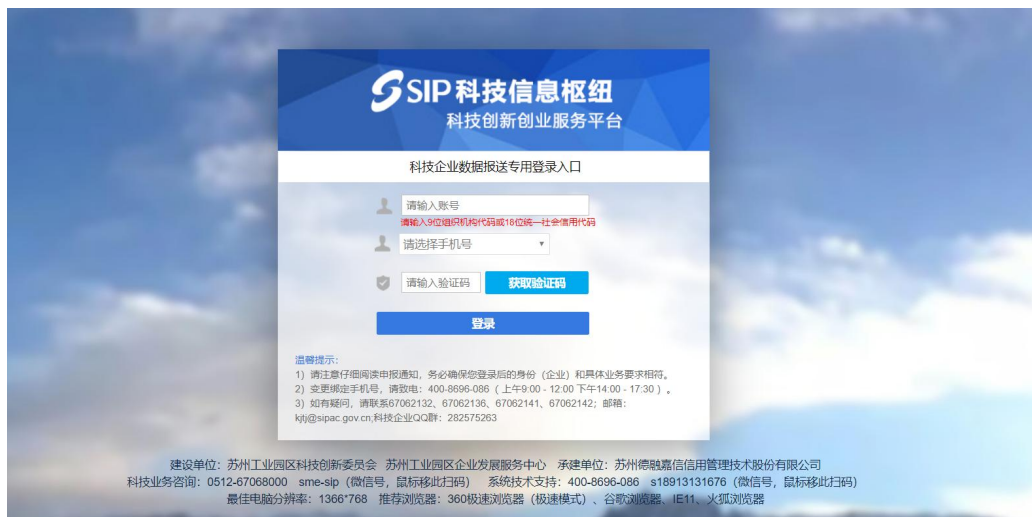 SIP 科技信息枢纽
科技创新创业服务平台
科技企业数据报送专用登录入口
请输入账号
请输入9位组织机构代码或18位统一社会信用代码
请选择手机号
请输入验证码 获取验证码
登录
温馨提示：
1）请注意仔细阅读申报通知，务必确保您登录后的身份（企业）和具体业务要求相符。
2）变更绑定手机号，请致电：400-8696-086（上午9:00 - 12:00 下午14:00 - 17:30 ）。
3）如有疑问，请联系67062132、67062136、67062141、67062142；邮箱：
kjtj@sipac.gov.cn;科技企业QQ群：282575263
建设单位：苏州工业园区科技创新委员会 苏州工业园区企业发展服务中心 承建单位：苏州德融嘉信信用管理技术股份有限公司
科技业务咨询：0512-67068000 sme-sip（微信号，鼠标移此扫码） 系统技术支持：400-8696-086 s18913131676（微信号，鼠标移此扫码）
最佳电脑分辨率：1366*768 推荐浏览器：360极速浏览器（极速模式）、谷歌浏览器、IE11、火狐浏览器